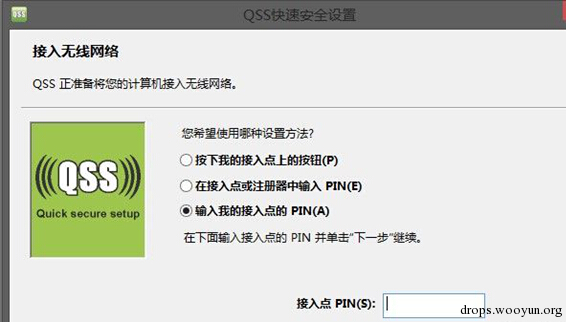 QSS
QSS快速安全设置
接入无线网络
QSS 正准备将您的计算机接入无线网络。
QSS
Quick secure setup
您希望使用哪种设置方法?
按下我的接入点上的按钮(P)
在接入点或注册器中输入 PIN(E)
输入我的接入点的 PIN(A)
在下面输入接入点的 PIN 并单击"下一步"继续。
接入点 PIN(S):
drops.wooyun.org